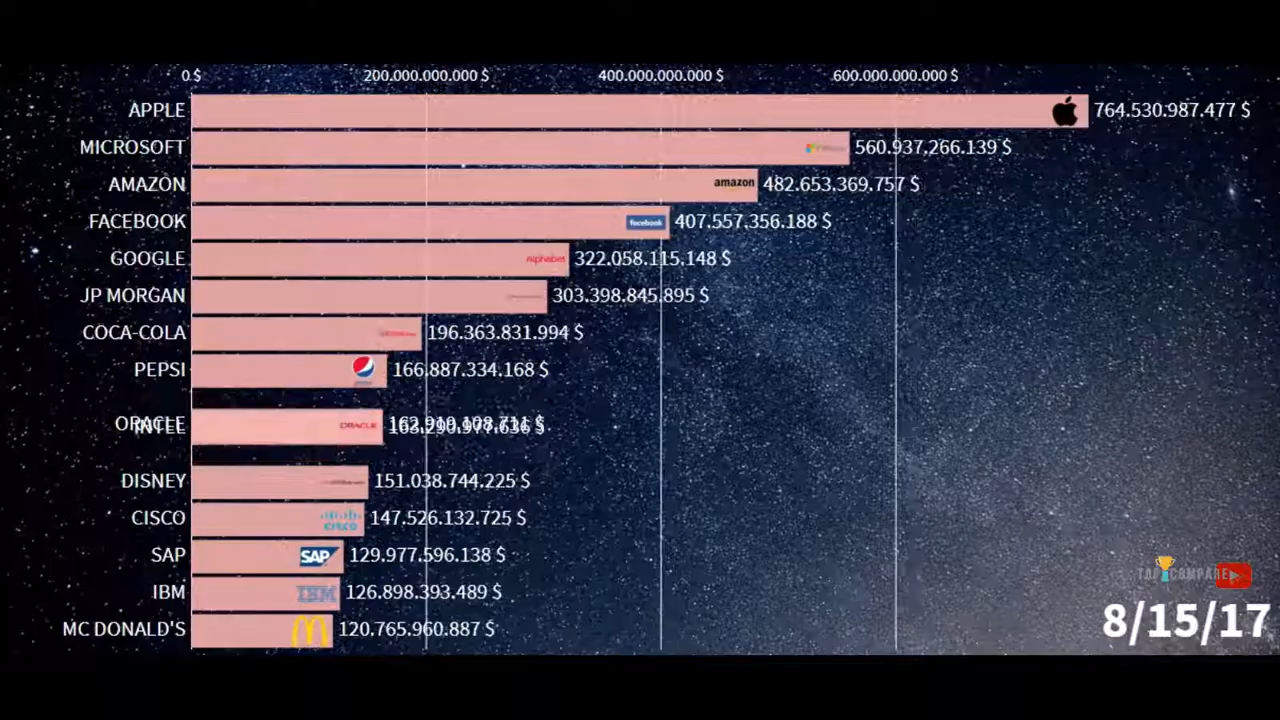 0 $ 200.000.000.000 $ 400.000.000.000 $ 600.000.000.000 $
APPLE 764.530.987.477 $
MICROSOFT 560.937.266.139 $
AMAZON amazon 482.653.369.757 $
FACEBOOK facebook 407.557.356.188 $
GOOGLE Alphabet 322.058.115.148 $
JP MORGAN 303.398.845.895 $
COCA-COLA 196.363.831.994 $
PEPSI 166.887.334.168 $
ORACLE ORACLE
INTEL
DISNEY 151.038.744.225 $
CISCO CISCO 147.526.132.725 $
SAP SAP 129.977.596.138 $
IBM IBM 126.898.393.489 $
MC DONALD'S 120.765.960.887 $
TOP COMPARE
8/15/17